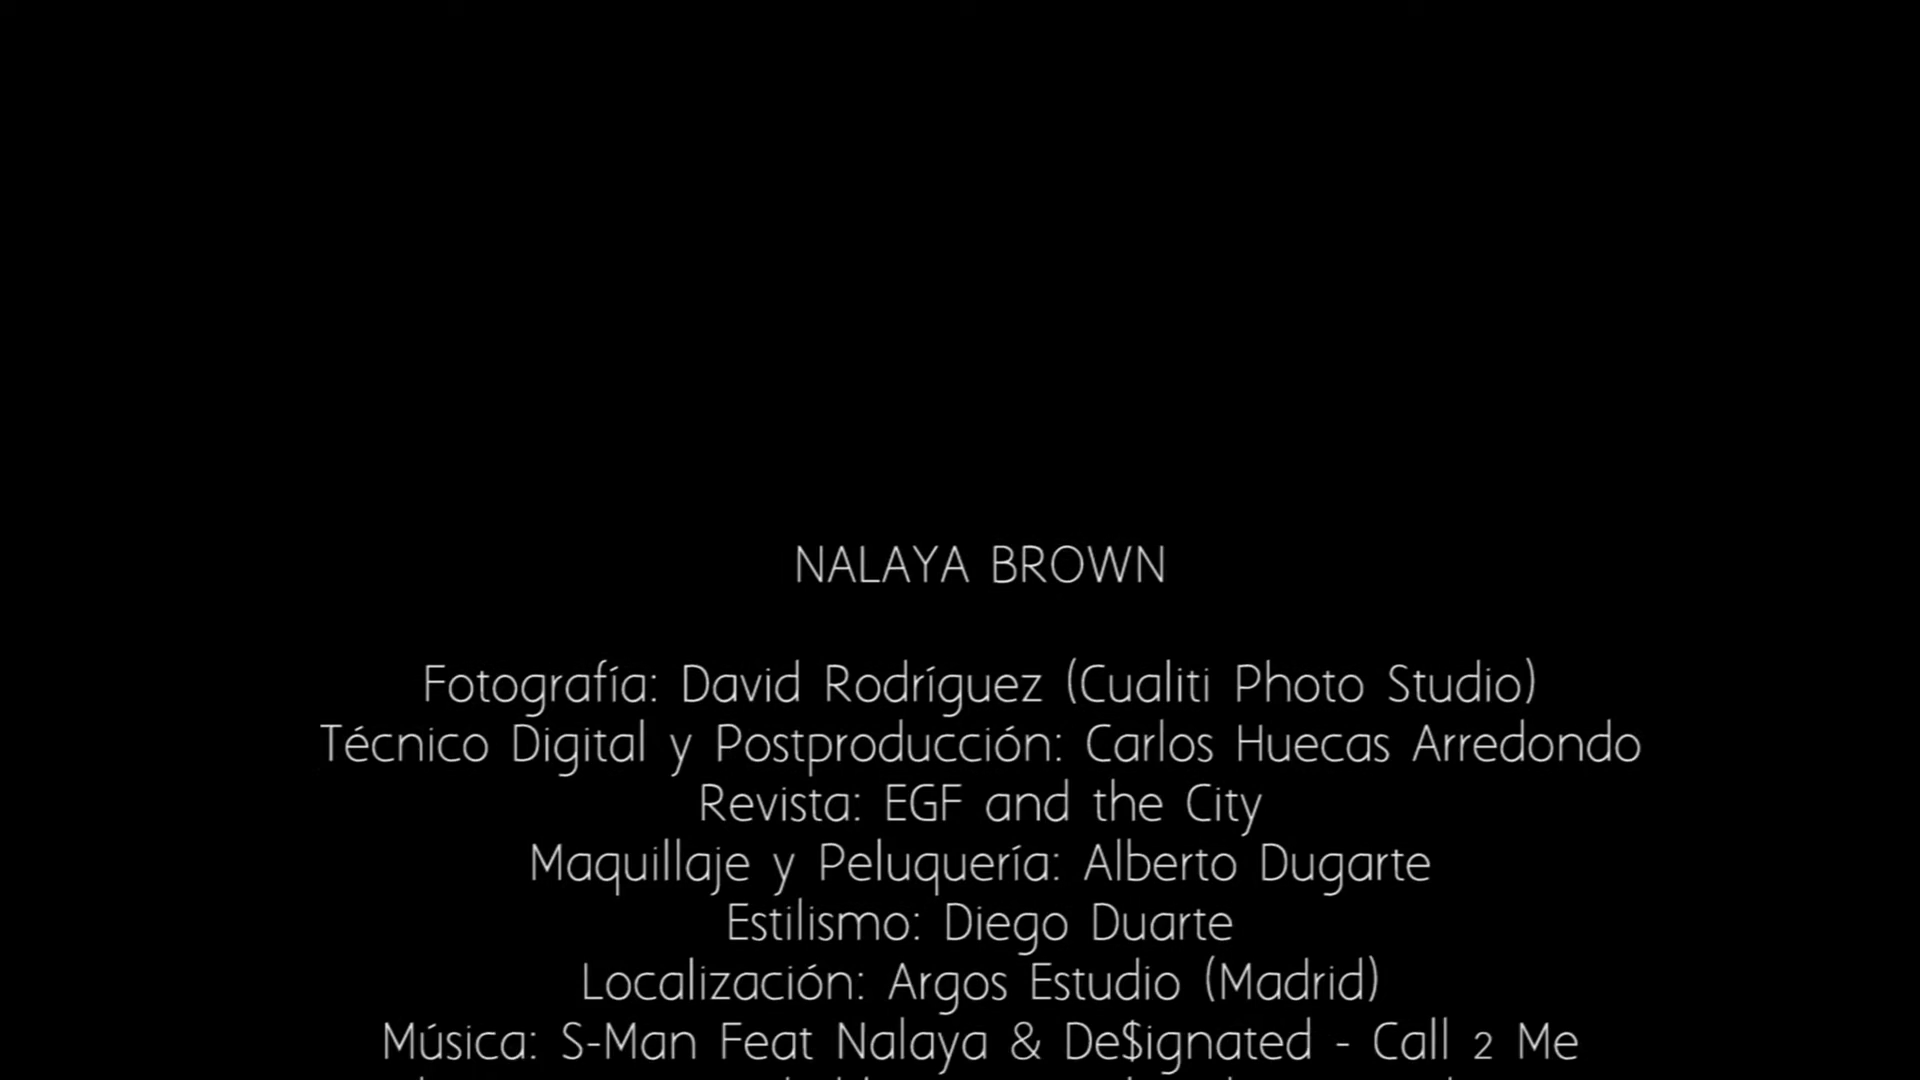 NALAYA BROWN
Fotografía: David Rodríguez (Cualiti Photo Studio)
Técnico Digital y Postproducción: Carlos Huecas Arredondo
Revista: EGF and the City
Maquillaje y Peluquería: Alberto Dugarte
Estilismo: Diego Duarte
Localización: Argos Estudio (Madrid)
Música: S-Man Feat Nalaya & De$ignated - Call 2 Me